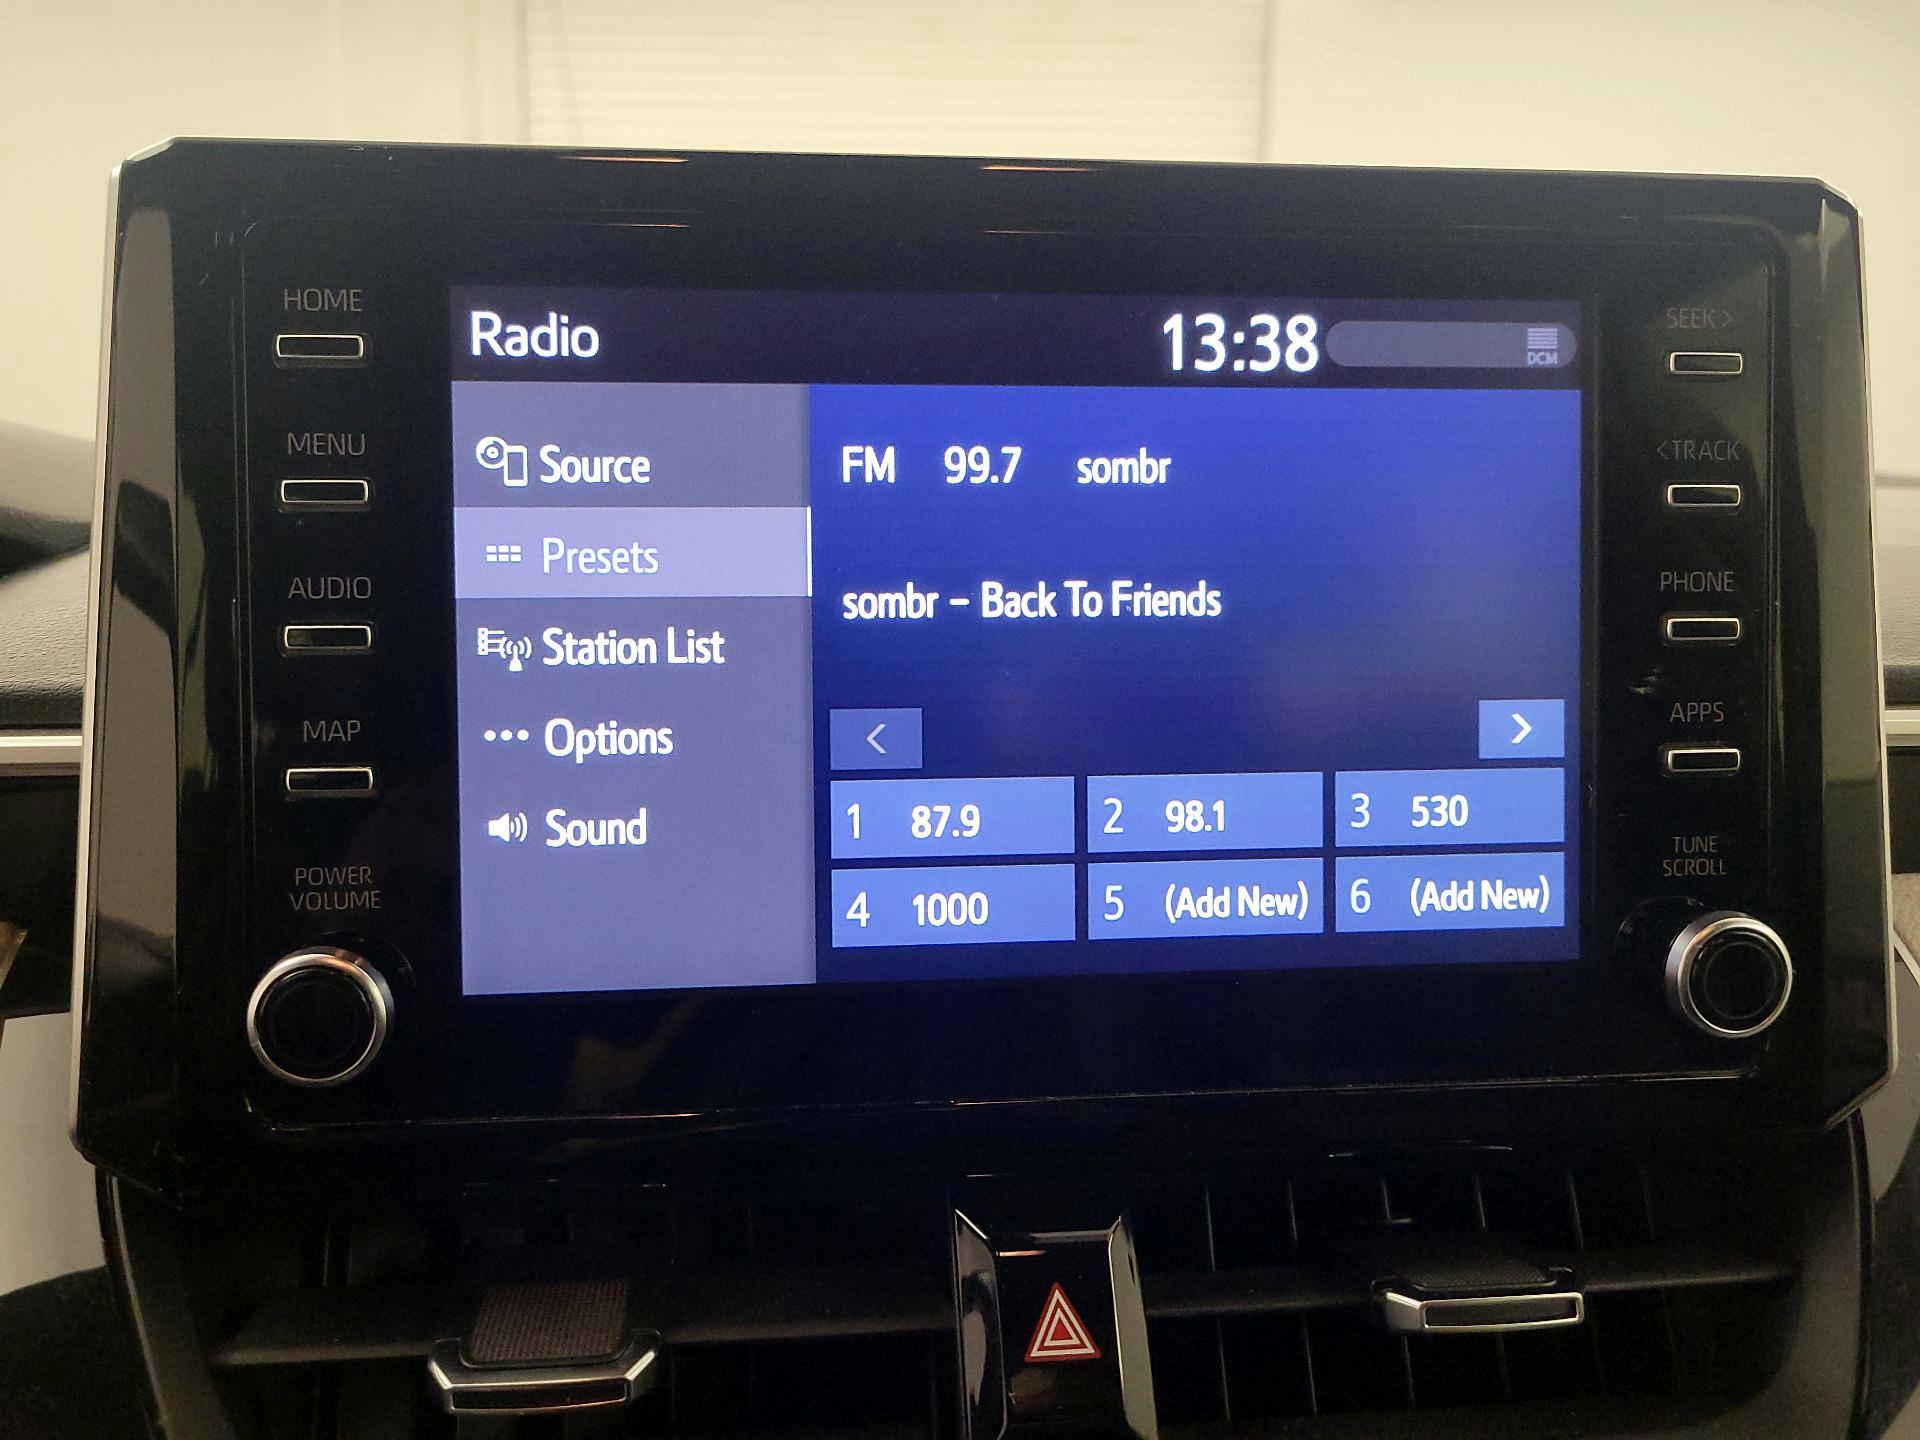 HOME
MENU
AUDIO
MAP
POWER
VOLUME
Radio
13:38
DCM
Source
Presets
Station List
Options
Sound
FM 99.7 sombr
sombr – Back To Friends
<
>
1 87.9
2 98.1
3 530
4 1000
5 (Add New)
6 (Add New)
SEEK >
< TRACK
PHONE
APPS
TUNE
SCROLL